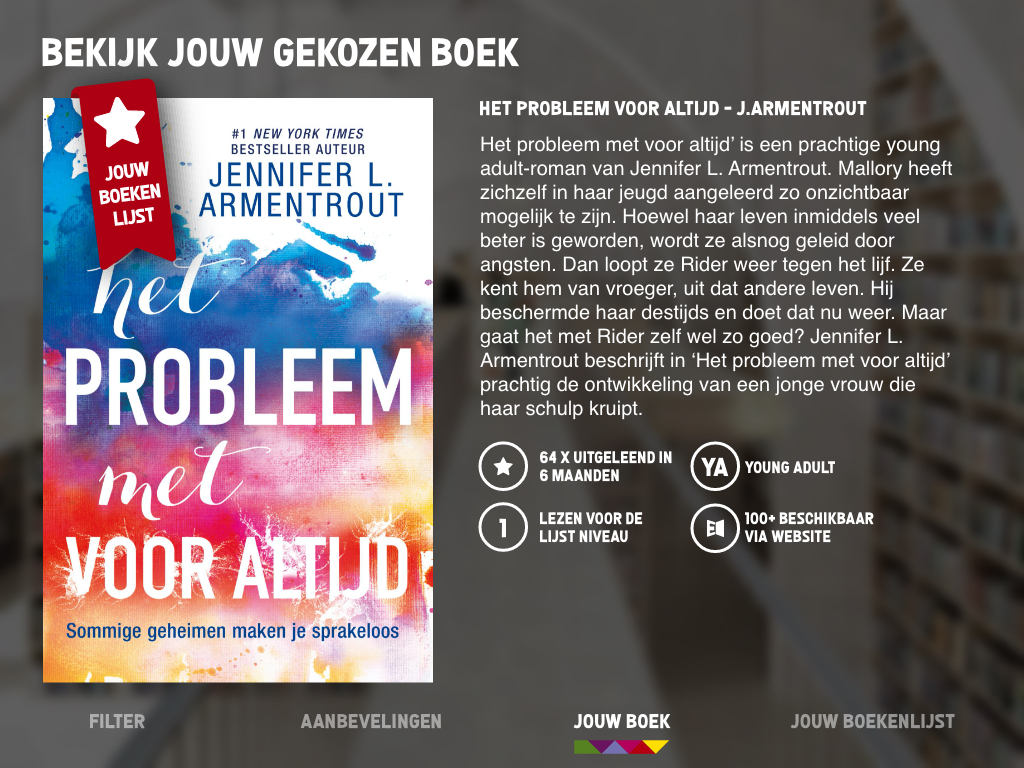 BEKIJK JOUW GEKOZEN BOEK
JOUW
BOEKEN
LIJST
#1 NEW YORK TIMES
BESTSELLER AUTEUR
JENNIFER L.
ARMENTROUT
het
PROBLEEM
met
VOOR ALTIJD
Sommige geheimen maken je sprakeloos
HET PROBLEEM VOOR ALTIJD - J.ARMENTROUT
Het probleem met voor altijd’ is een prachtige young
adult-roman van Jennifer L. Armentrout. Mallory heeft
zichzelf in haar jeugd aangeleerd zo onzichtbaar
mogelijk te zijn. Hoewel haar leven inmiddels veel
beter is geworden, wordt ze alsnog geleid door
angsten. Dan loopt ze Rider weer tegen het lijf. Ze
kent hem van vroeger, uit dat andere leven. Hij
beschermde haar destijds en doet dat nu weer. Maar
gaat het met Rider zelf wel zo goed? Jennifer L.
Armentrout beschrijft in ‘Het probleem met voor altijd’
prachtig de ontwikkeling van een jonge vrouw die
haar schulp kruipt.
64 X UITGELEEND IN
6 MAANDEN
YA YOUNG ADULT
1 LEZEN VOOR DE
LIJST NIVEAU
100+ BESCHIKBAAR
VIA WEBSITE
FILTER
AANBEVELINGEN
JOUW BOEK
JOUW BOEKENLIJST